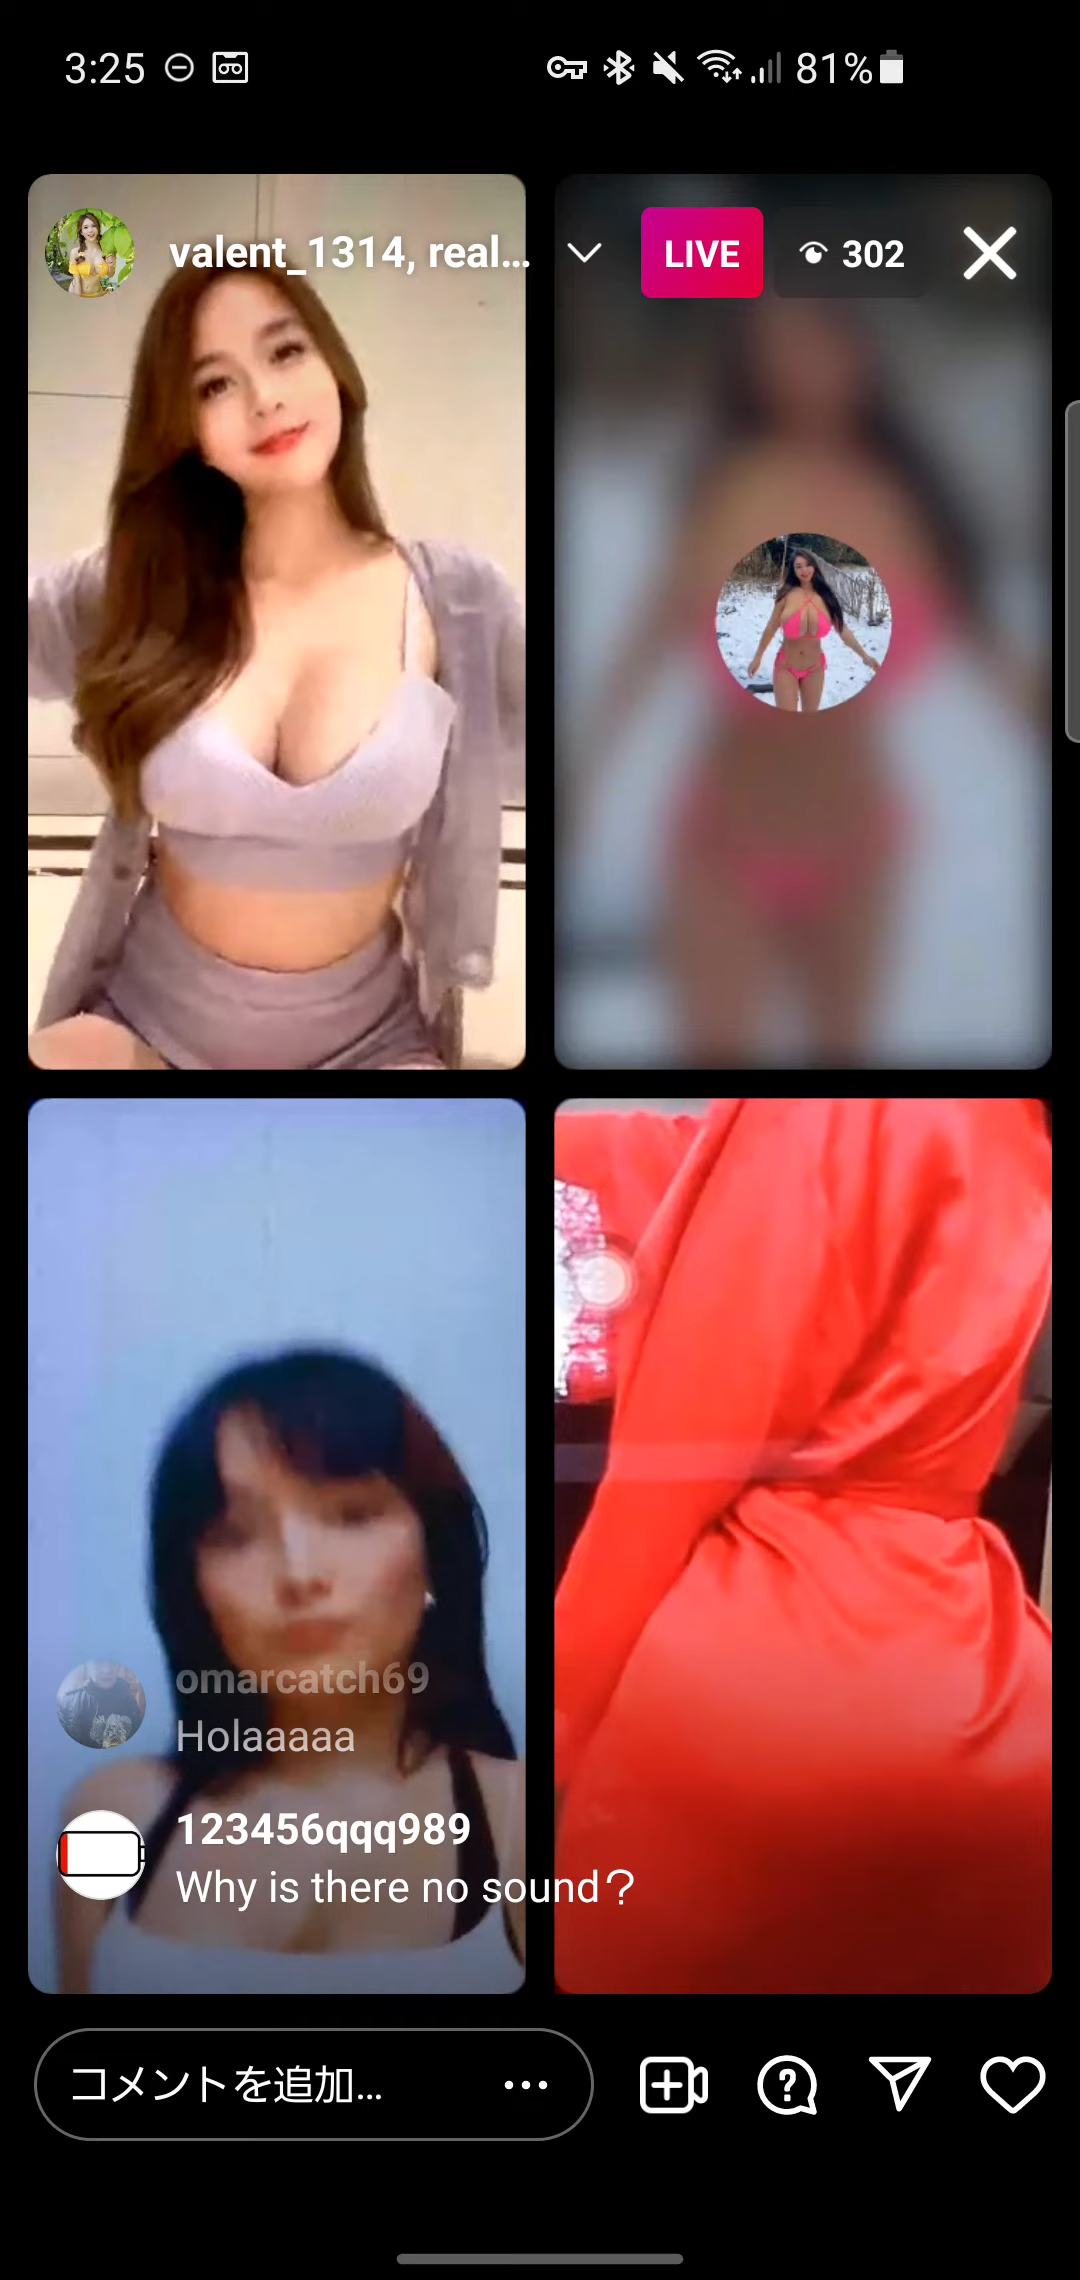 3:25 81%
valent_1314, real... LIVE 302
omarcatch69
Holaaaaa
123456qqq989
Why is there no sound？
コメントを追加...